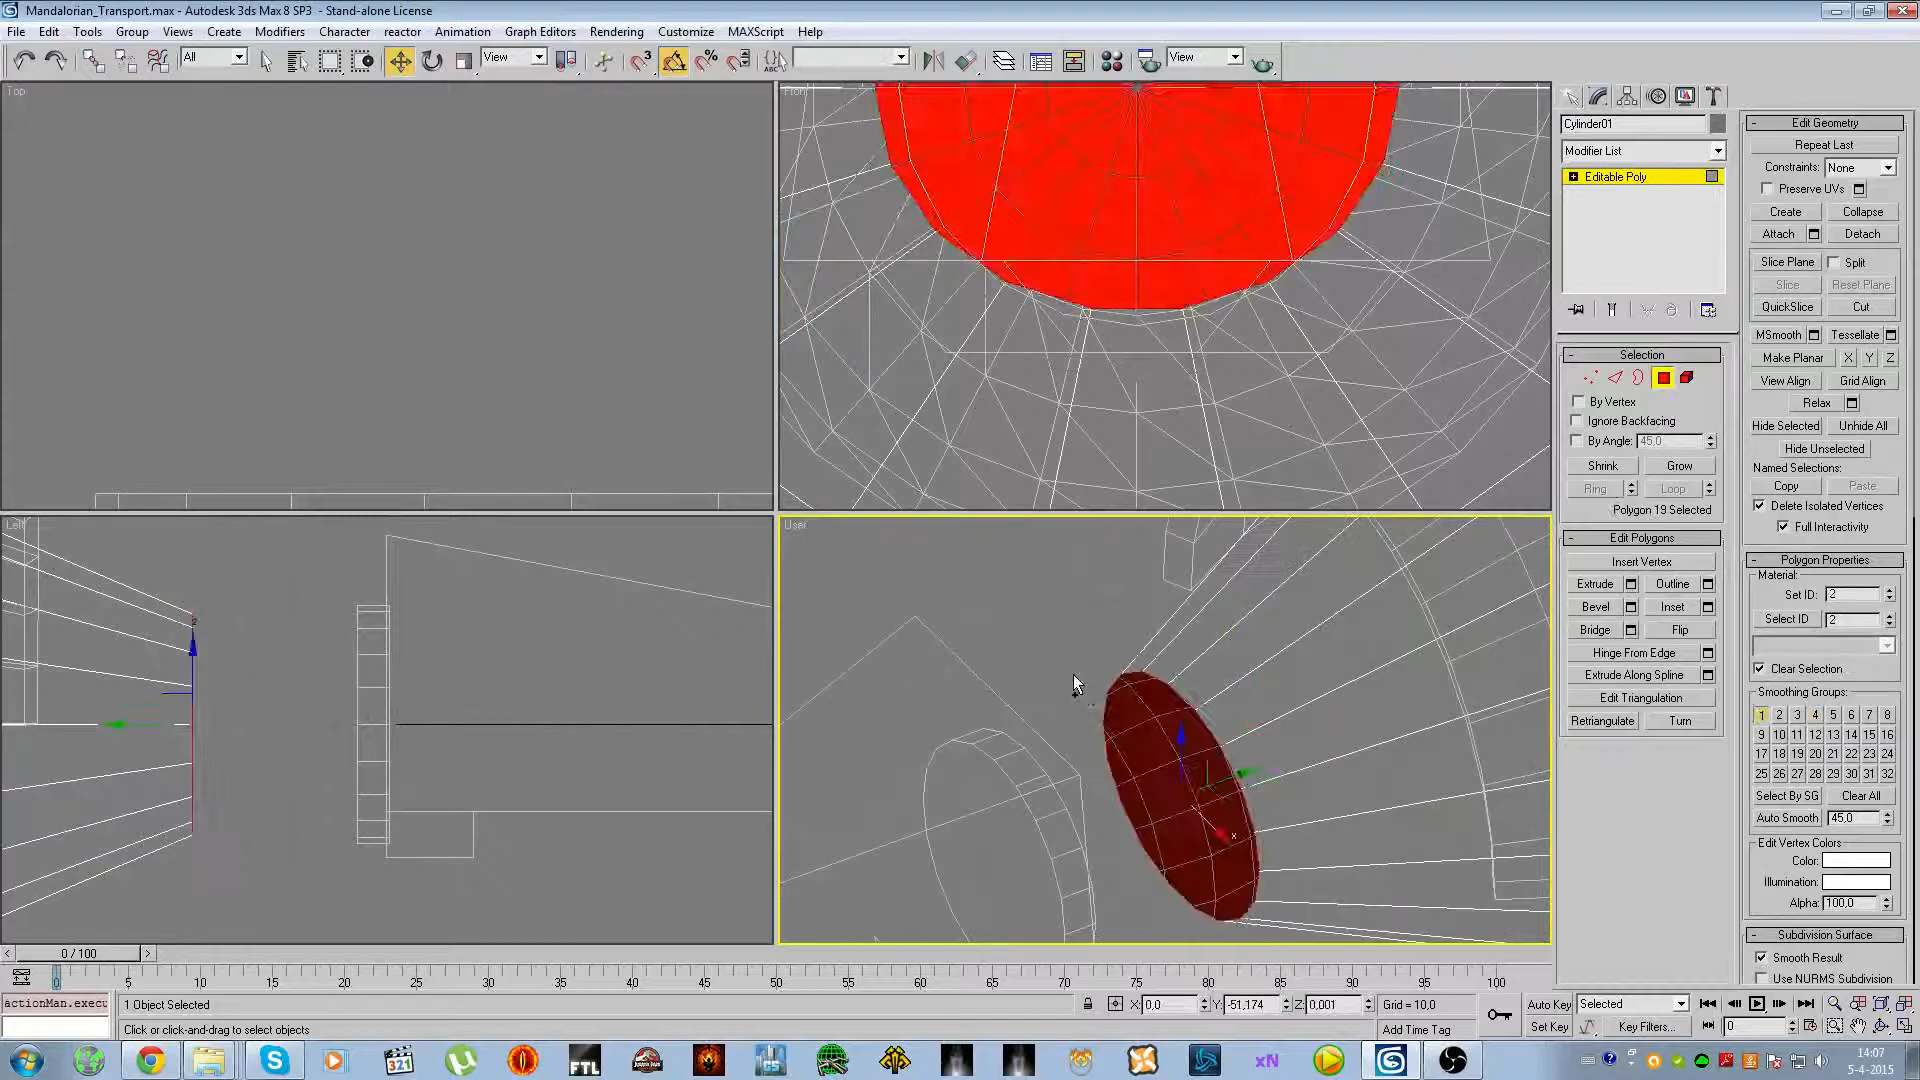 Mandalorian_Transport.max - Autodesk 3ds Max 8 SP3 - Stand-alone License
File Edit Tools Group Views Create Modifiers Character reactor Animation Graph Editors Rendering Customize MAXScript Help
All View View
Top
Front
Left
User
Cylinder01
Modifier List
Editable Poly
Selection
By Vertex
Ignore Backfacing
By Angle: 45,0
Shrink Grow
Ring Loop
Polygon 19 Selected
Edit Polygons
Insert Vertex
Extrude Outline
Bevel Inset
Bridge Flip
Hinge From Edge
Extrude Along Spline
Edit Triangulation
Retriangulate Turn
Edit Geometry
Repeat Last
Constraints: None
Preserve UVs
Create Collapse
Attach Detach
Slice Plane Split
Slice Reset Plane
QuickSlice Cut
MSmooth Tessellate
Make Planar X Y Z
View Align Grid Align
Relax
Hide Selected Unhide All
Hide Unselected
Named Selections:
Copy Paste
Delete Isolated Vertices
Full Interactivity
Polygon Properties
Material:
Set ID: 2
Select ID 2
Clear Selection
Smoothing Groups:
1 2 3 4 5 6 7 8
9 10 11 12 13 14 15 16
17 18 19 20 21 22 23 24
25 26 27 28 29 30 31 32
Select By SG Clear All
Auto Smooth 45,0
Edit Vertex Colors
Color:
Illumination:
Alpha: 100,0
Subdivision Surface
Smooth Result
Use NURMS Subdivision
0 / 100
0 5 10 15 20 25 30 35 40 45 50 55 60 65 70 75 80 85 90 95 100
actionMan.execu
1 Object Selected
X: 0,0 Y: -51,174 Z: 0,001 Grid = 10,0
Auto Key Selected
Click or click-and-drag to select objects
Add Time Tag
Set Key Key Filters... 0
FTL
321
xN
14:07
5-4-2015